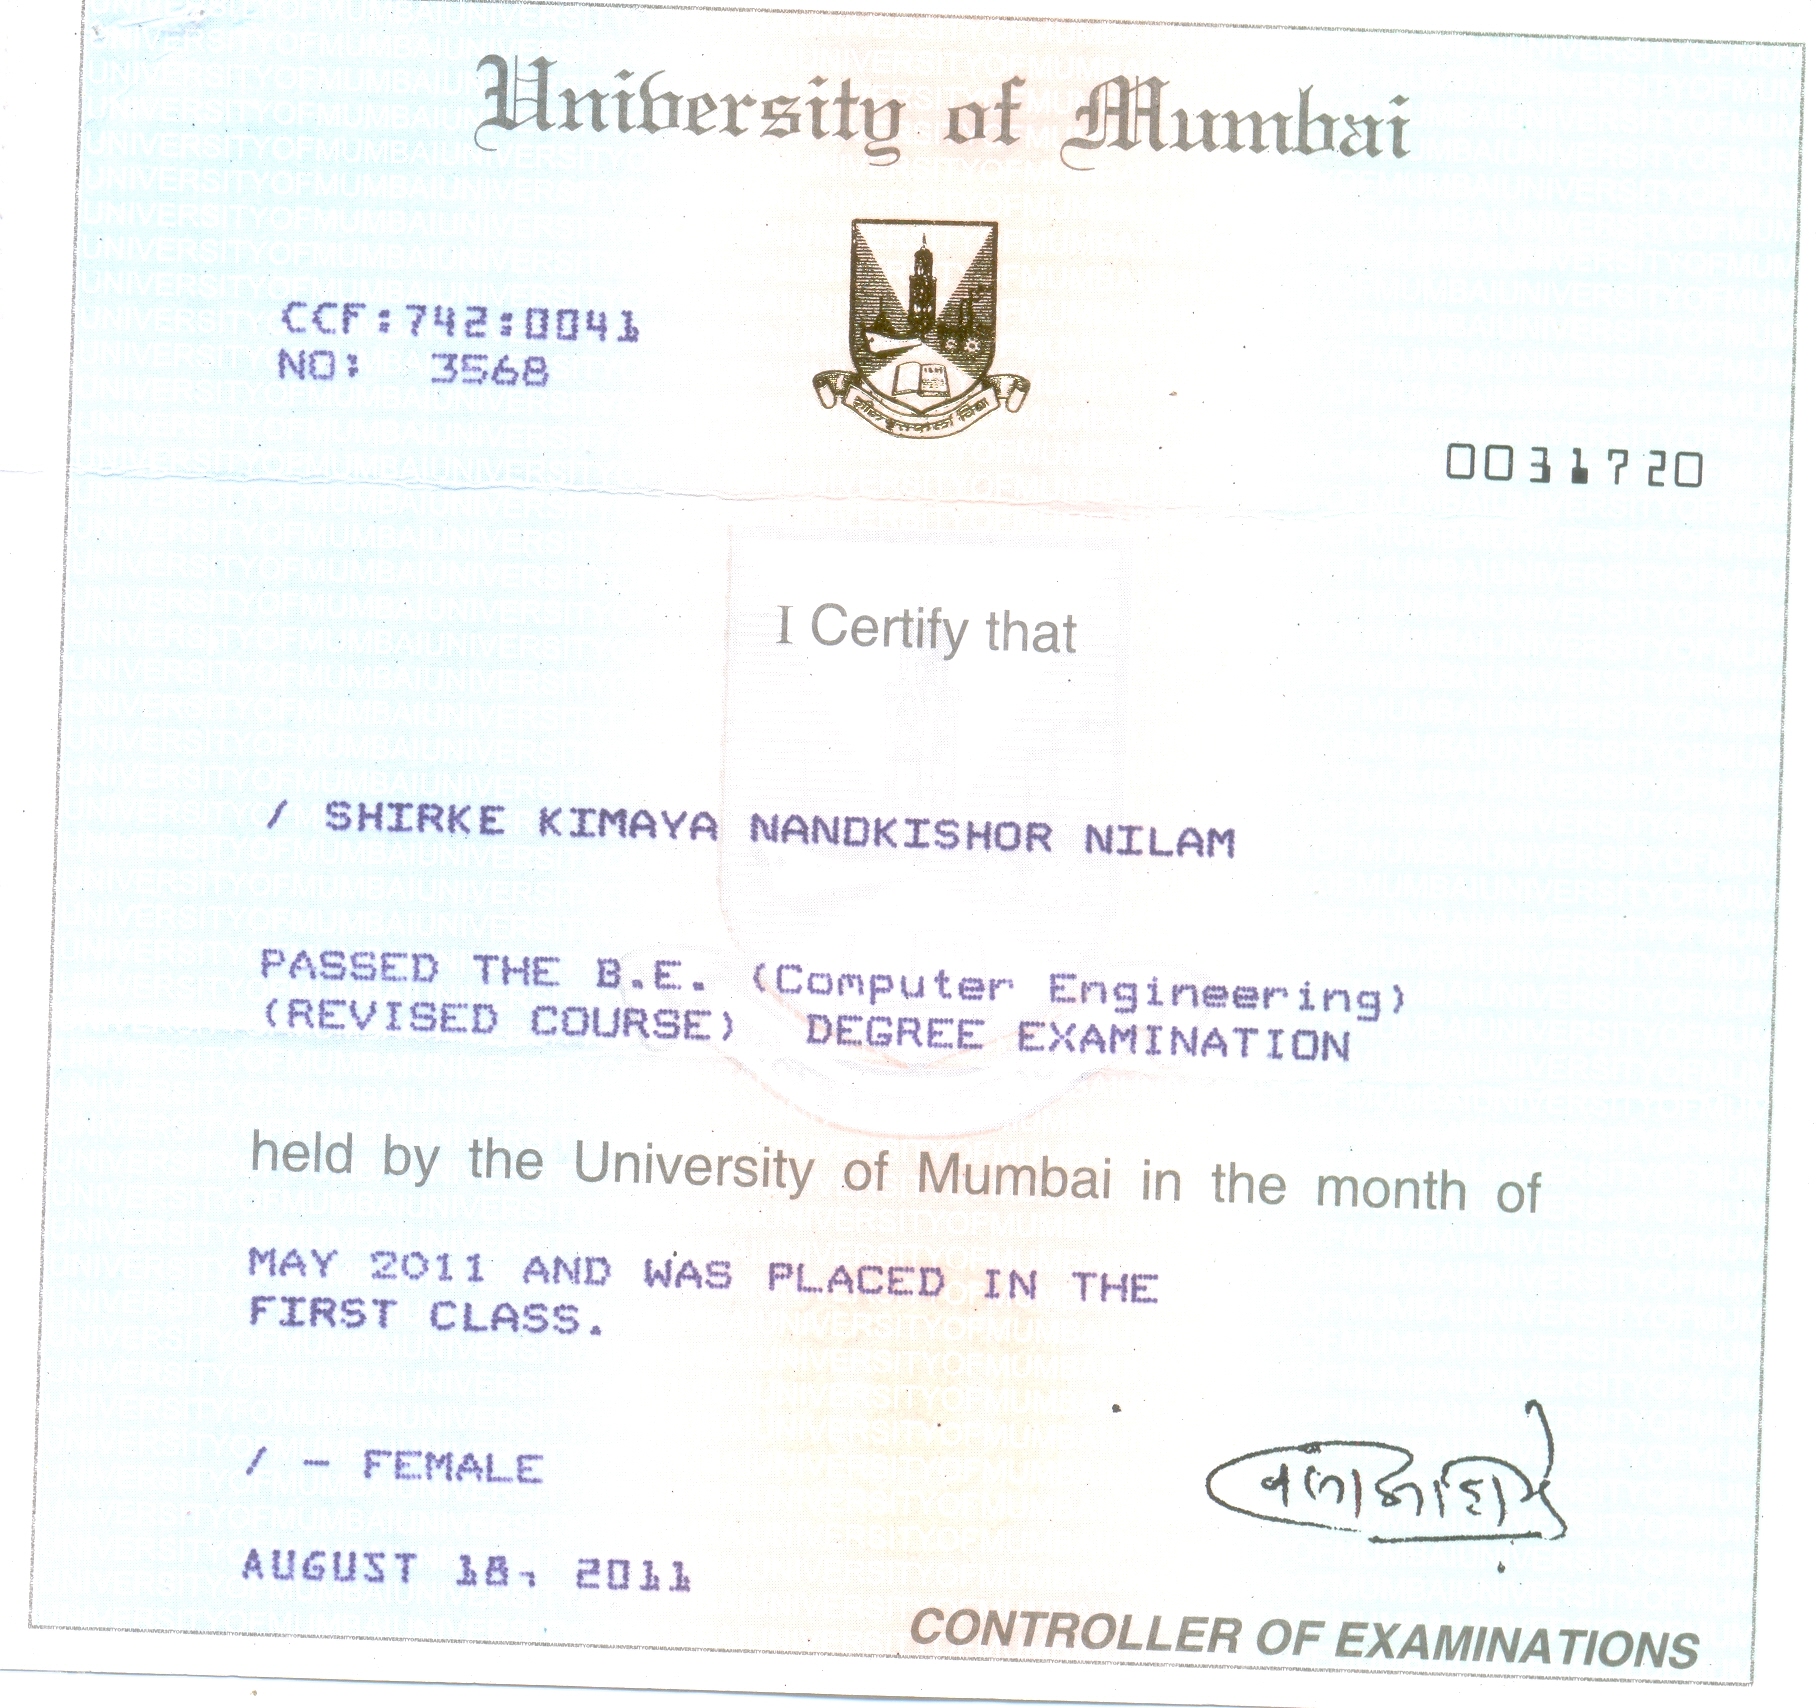 University of Mumbai
CCF:742:0041
NO: 3568
0031720
I Certify that
/ SHIRKE KIMAYA NANDKISHOR NILAM
PASSED THE B.E. (Computer Engineering)
(REVISED COURSE) DEGREE EXAMINATION
held by the University of Mumbai in the month of
MAY 2011 AND WAS PLACED IN THE
FIRST CLASS.
/ - FEMALE
AUGUST 18, 2011
CONTROLLER OF EXAMINATIONS